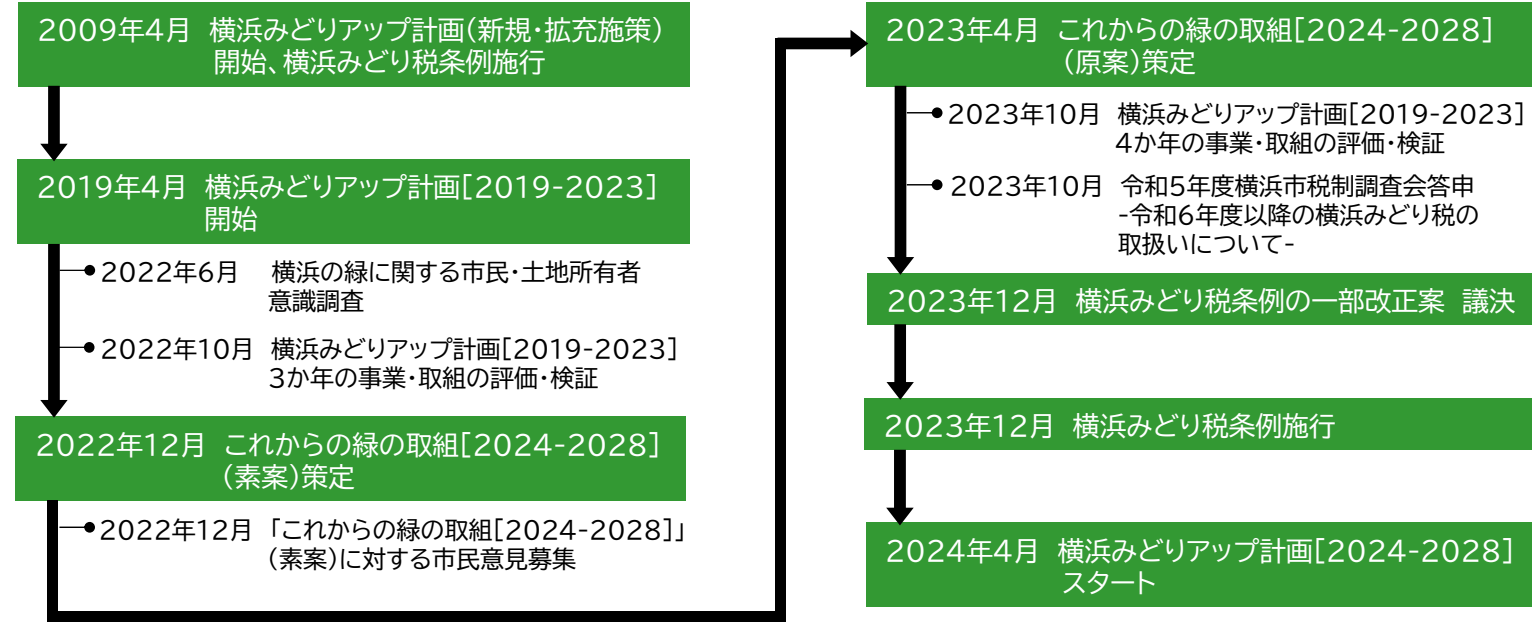 2009年4月 横浜みどりアップ計画(新規・拡充施策)
開始、横浜みどり税条例施行
2019年4月 横浜みどりアップ計画[2019-2023]
開始
2022年6月 横浜の緑に関する市民・土地所有者
意識調査
2022年10月 横浜みどりアップ計画[2019-2023]
3か年の事業・取組の評価・検証
2022年12月 これからの緑の取組[2024-2028]
(素案)策定
2022年12月 「これからの緑の取組[2024-2028]」
(素案)に対する市民意見募集
2023年4月 これからの緑の取組[2024-2028]
(原案)策定
2023年10月 横浜みどりアップ計画[2019-2023]
4か年の事業・取組の評価・検証
2023年10月 令和5年度横浜市税制調査会答申
-令和6年度以降の横浜みどり税の
取扱いについて-
2023年12月 横浜みどり税条例の一部改正案 議決
2023年12月 横浜みどり税条例施行
2024年4月 横浜みどりアップ計画[2024-2028]
スタート